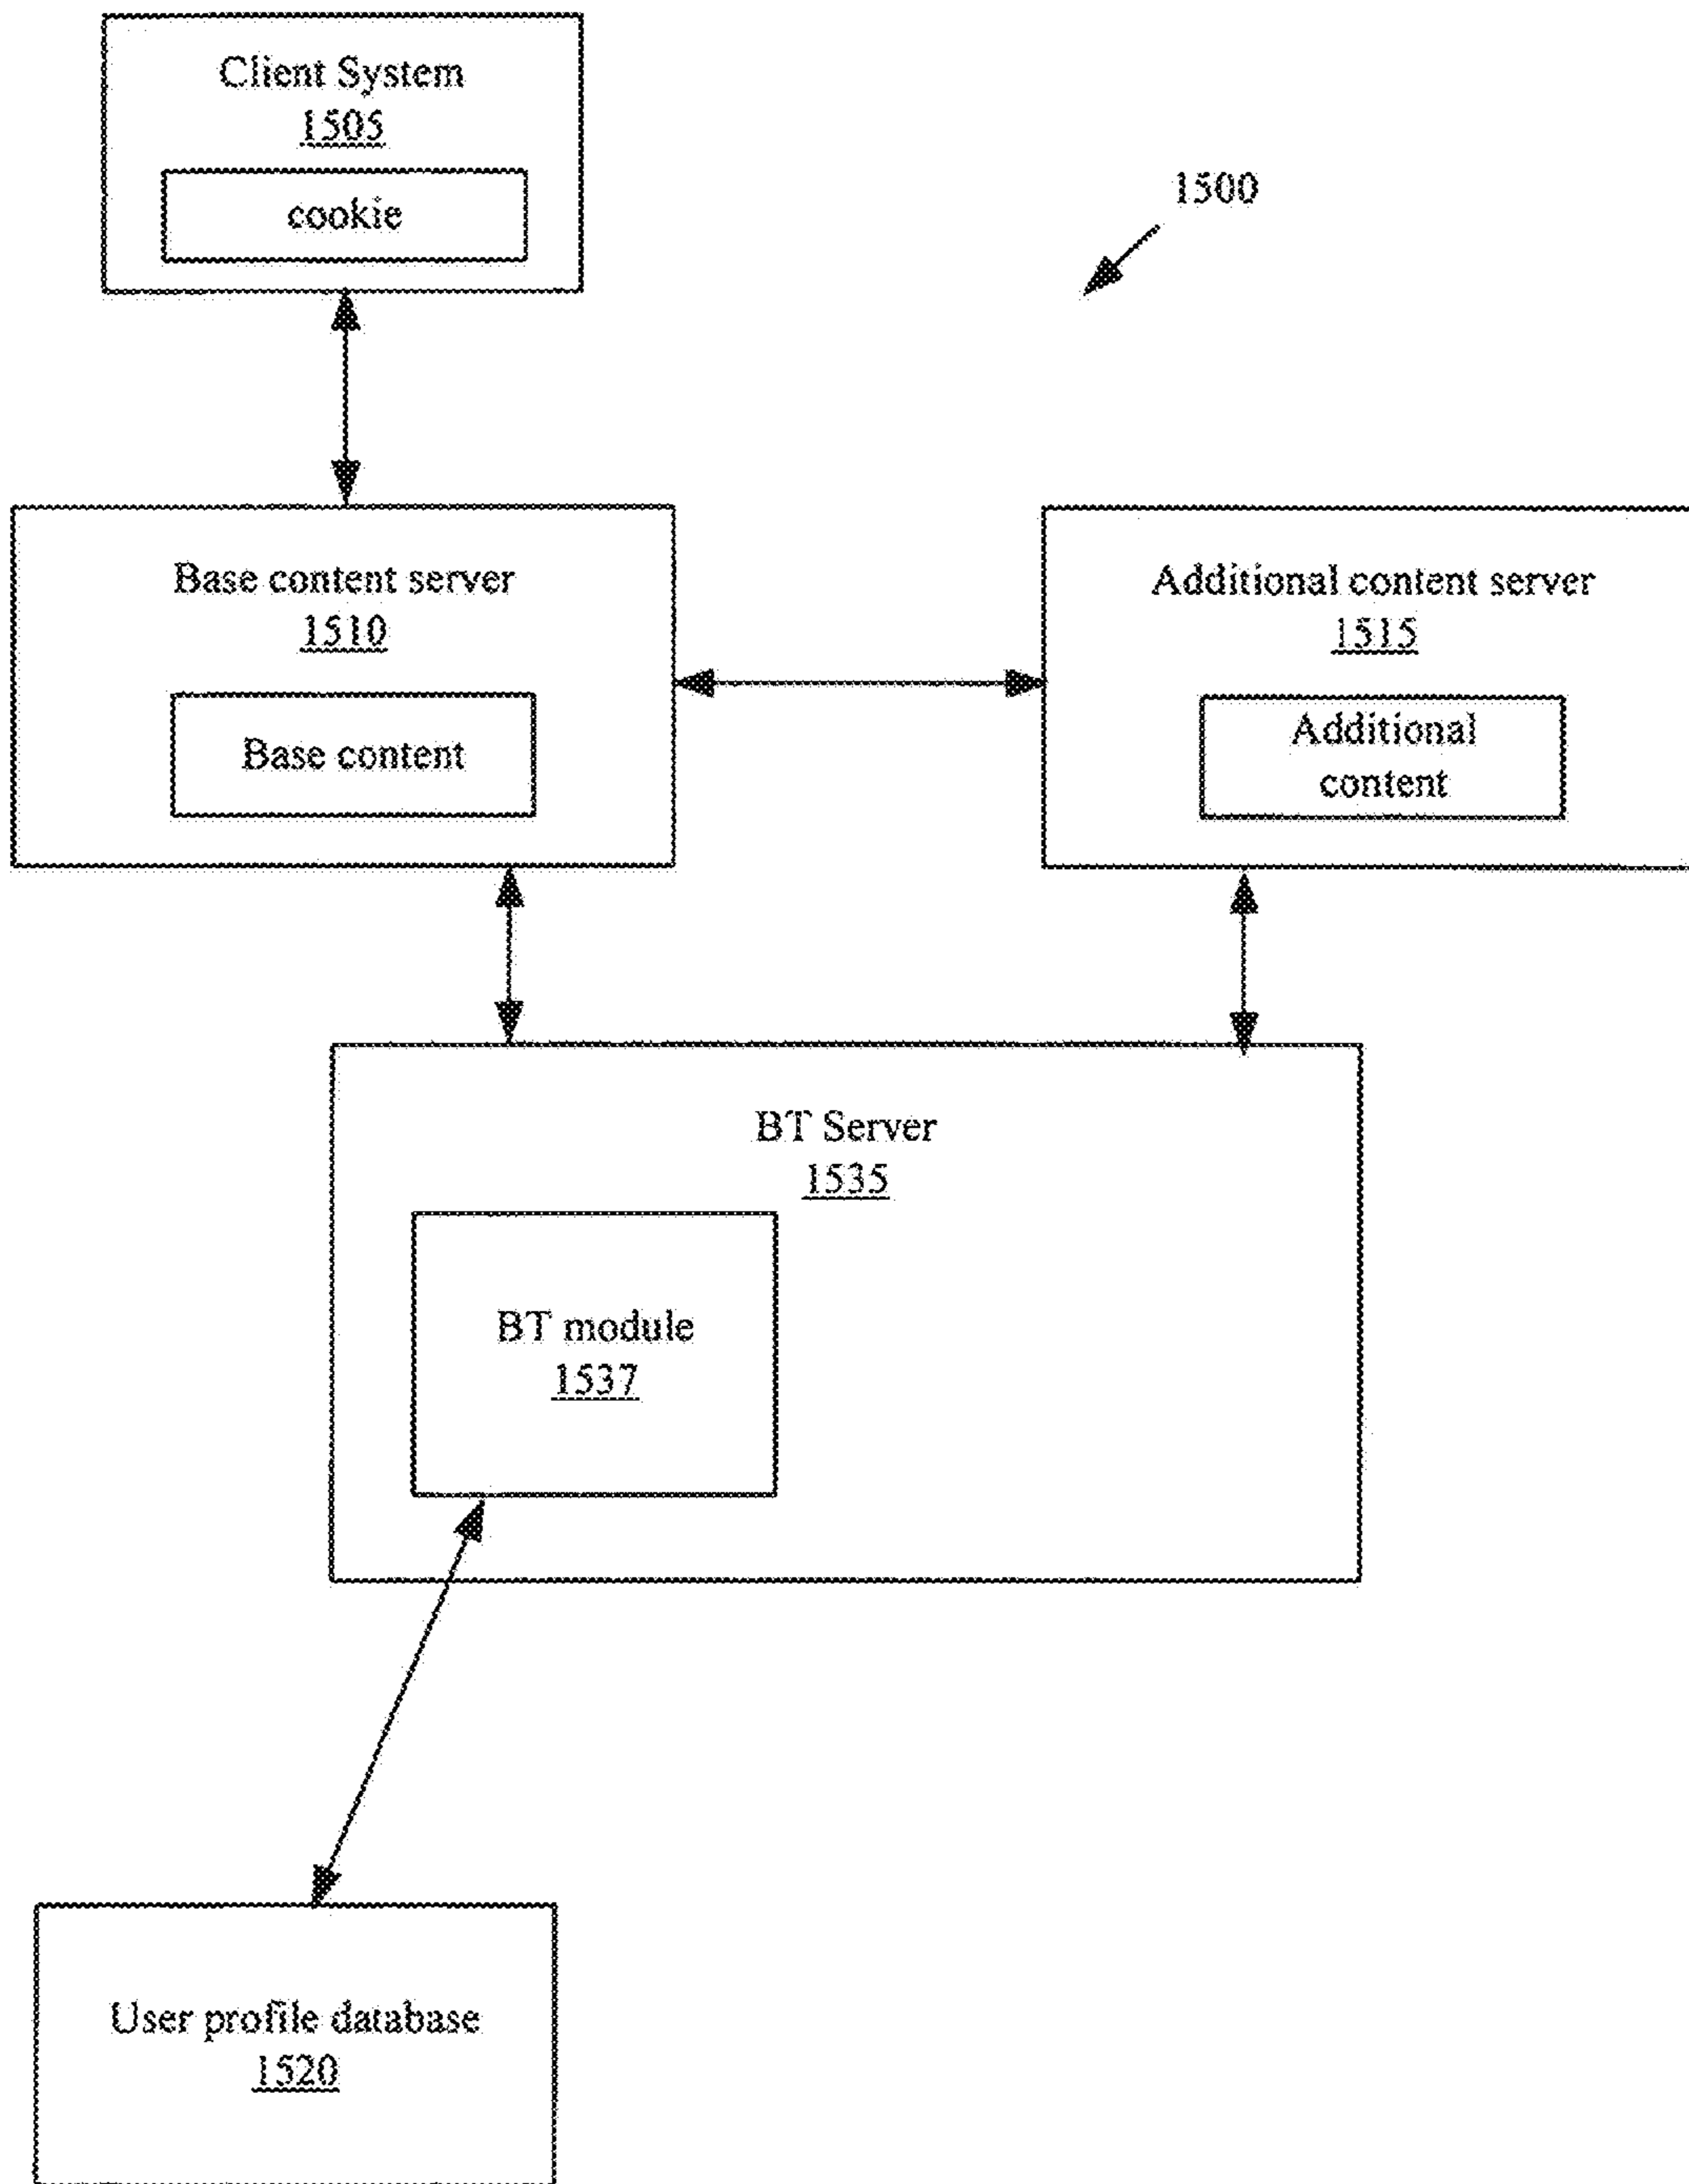 Client System
1505
cookie
1500
Base content server
1510
Base content
Additional content server
1515
Additional
content
BT Server
1535
BT module
1537
User profile database
1520